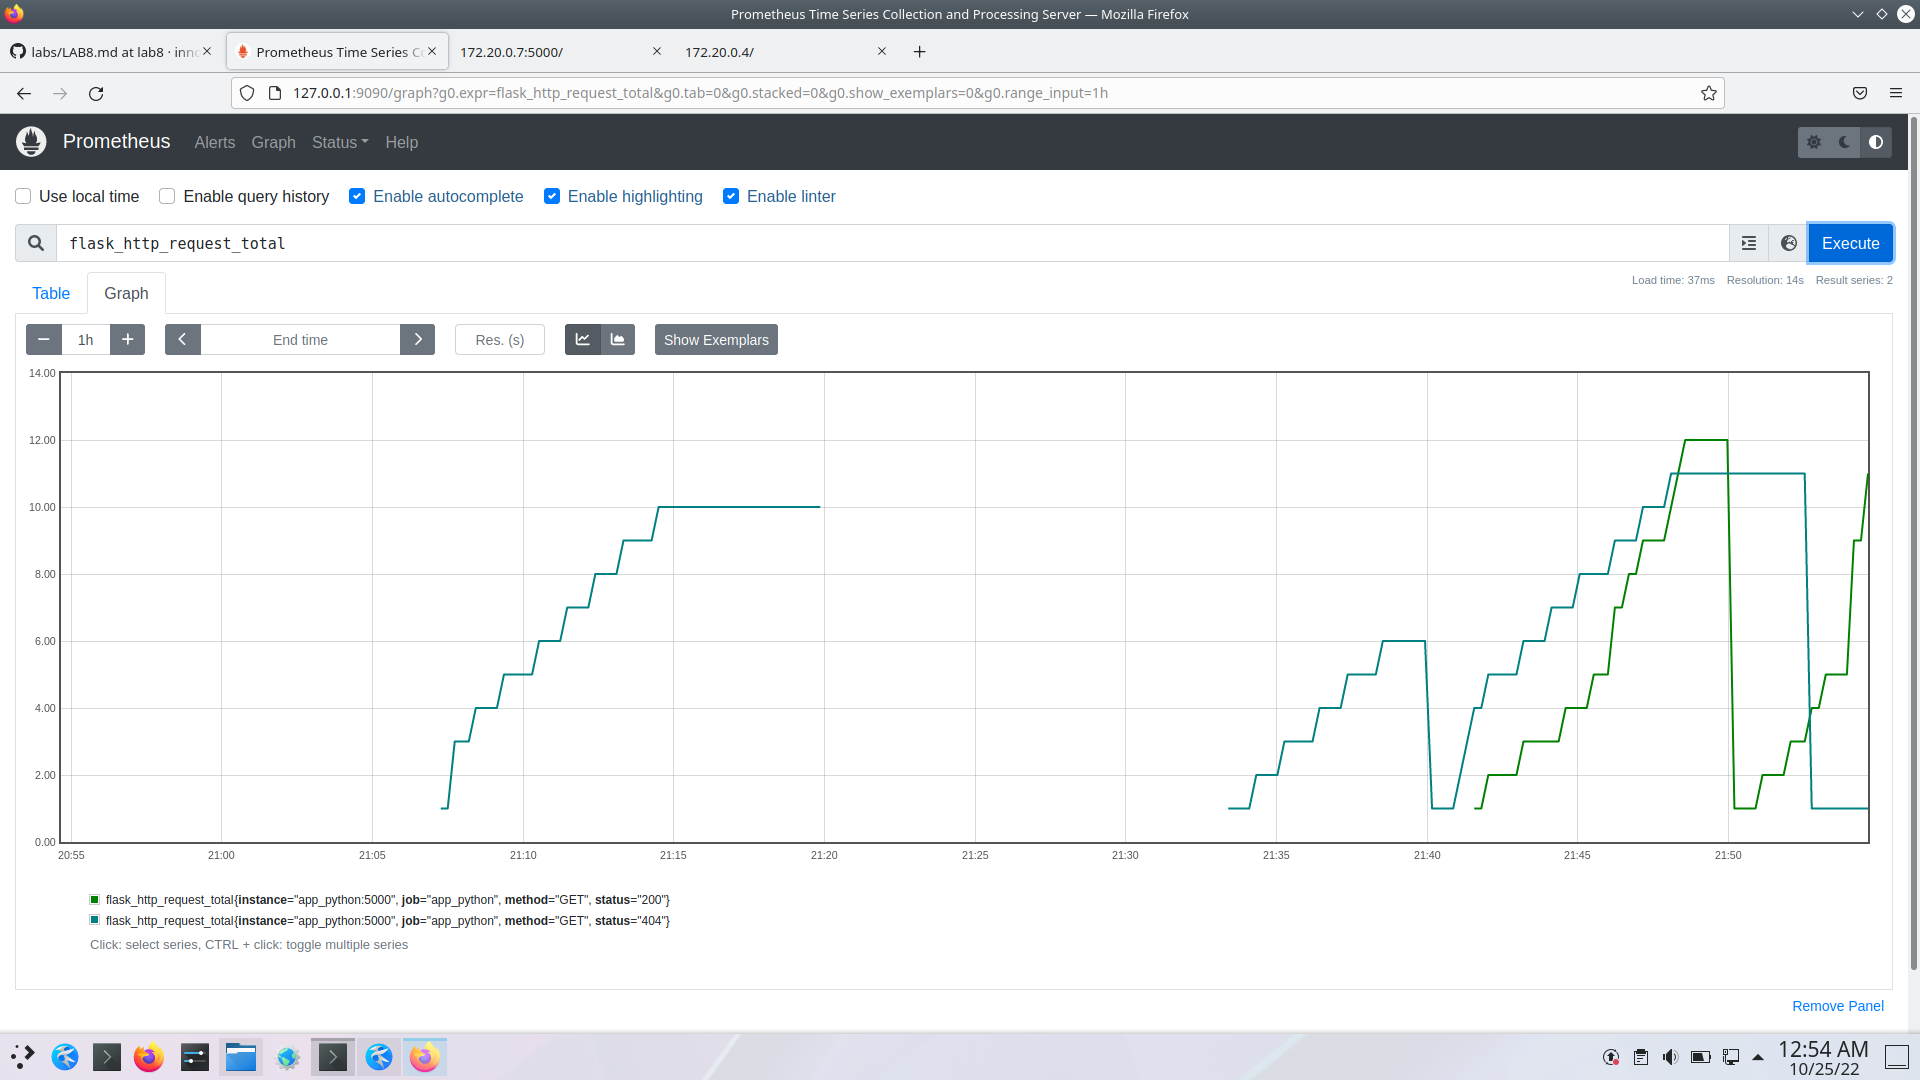 Prometheus Time Series Collection and Processing Server — Mozilla Firefox
labs/LAB8.md at lab8 · inn
Prometheus Time Series C
172.20.0.7:5000/
172.20.0.4/
127.0.0.1:9090/graph?g0.expr=flask_http_request_total&g0.tab=0&g0.stacked=0&g0.show_exemplars=0&g0.range_input=1h
Prometheus Alerts Graph Status Help
Use local time Enable query history Enable autocomplete Enable highlighting Enable linter
flask_http_request_total
Execute
Table Graph
Load time: 37ms Resolution: 14s Result series: 2
1h End time Res. (s) Show Exemplars
14.00
12.00
10.00
8.00
6.00
4.00
2.00
0.00
20:55 21:00 21:05 21:10 21:15 21:20 21:25 21:30 21:35 21:40 21:45 21:50
flask_http_request_total{instance="app_python:5000", job="app_python", method="GET", status="200"}
flask_http_request_total{instance="app_python:5000", job="app_python", method="GET", status="404"}
Click: select series, CTRL + click: toggle multiple series
Remove Panel
12:54 AM
10/25/22